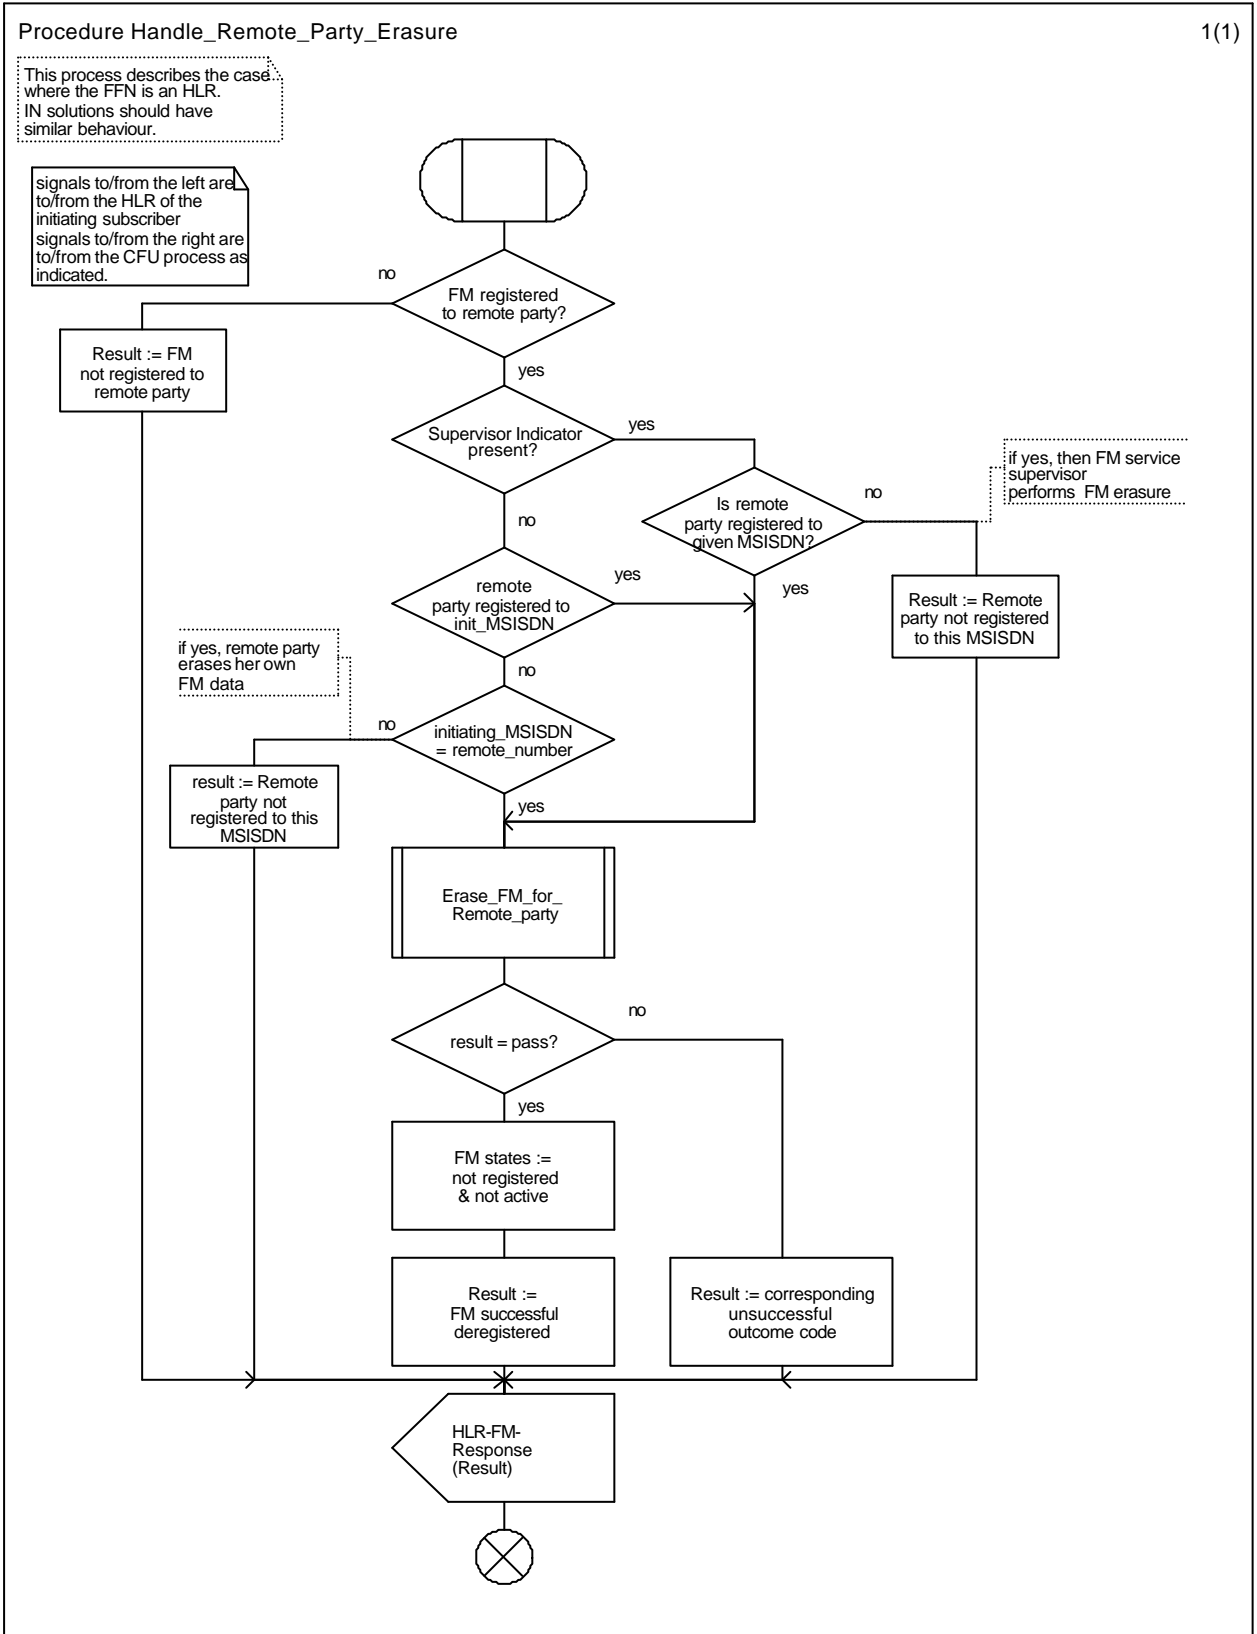 Procedure Handle_Remote_Party_Erasure
1(1)
This process describes the case
where the FFN is an HLR.
IN solutions should have
similar behaviour.
signals to/from the left are
to/from the HLR of the
initiating subscriber
signals to/from the right are
to/from the CFU process as
indicated.
no
FM registered
to remote party?
Result := FM
not registered to
remote party
yes
Supervisor Indicator
present?
yes
if yes, then FM service
supervisor
performs FM erasure
Is remote
party registered to
given MSISDN?
no
no
yes
remote
party registered to
init_MSISDN
yes
Result := Remote
party not registered
to this MSISDN
if yes, remote party
erases her own
FM data
no
no
initiating_MSISDN
= remote_number
result := Remote
party not
registered to this
MSISDN
yes
Erase_FM_for_
Remote_party
result = pass?
no
yes
FM states :=
not registered
& not active
Result :=
FM successful
deregistered
Result := corresponding
unsuccessful
outcome code
HLR-FM-
Response
(Result)